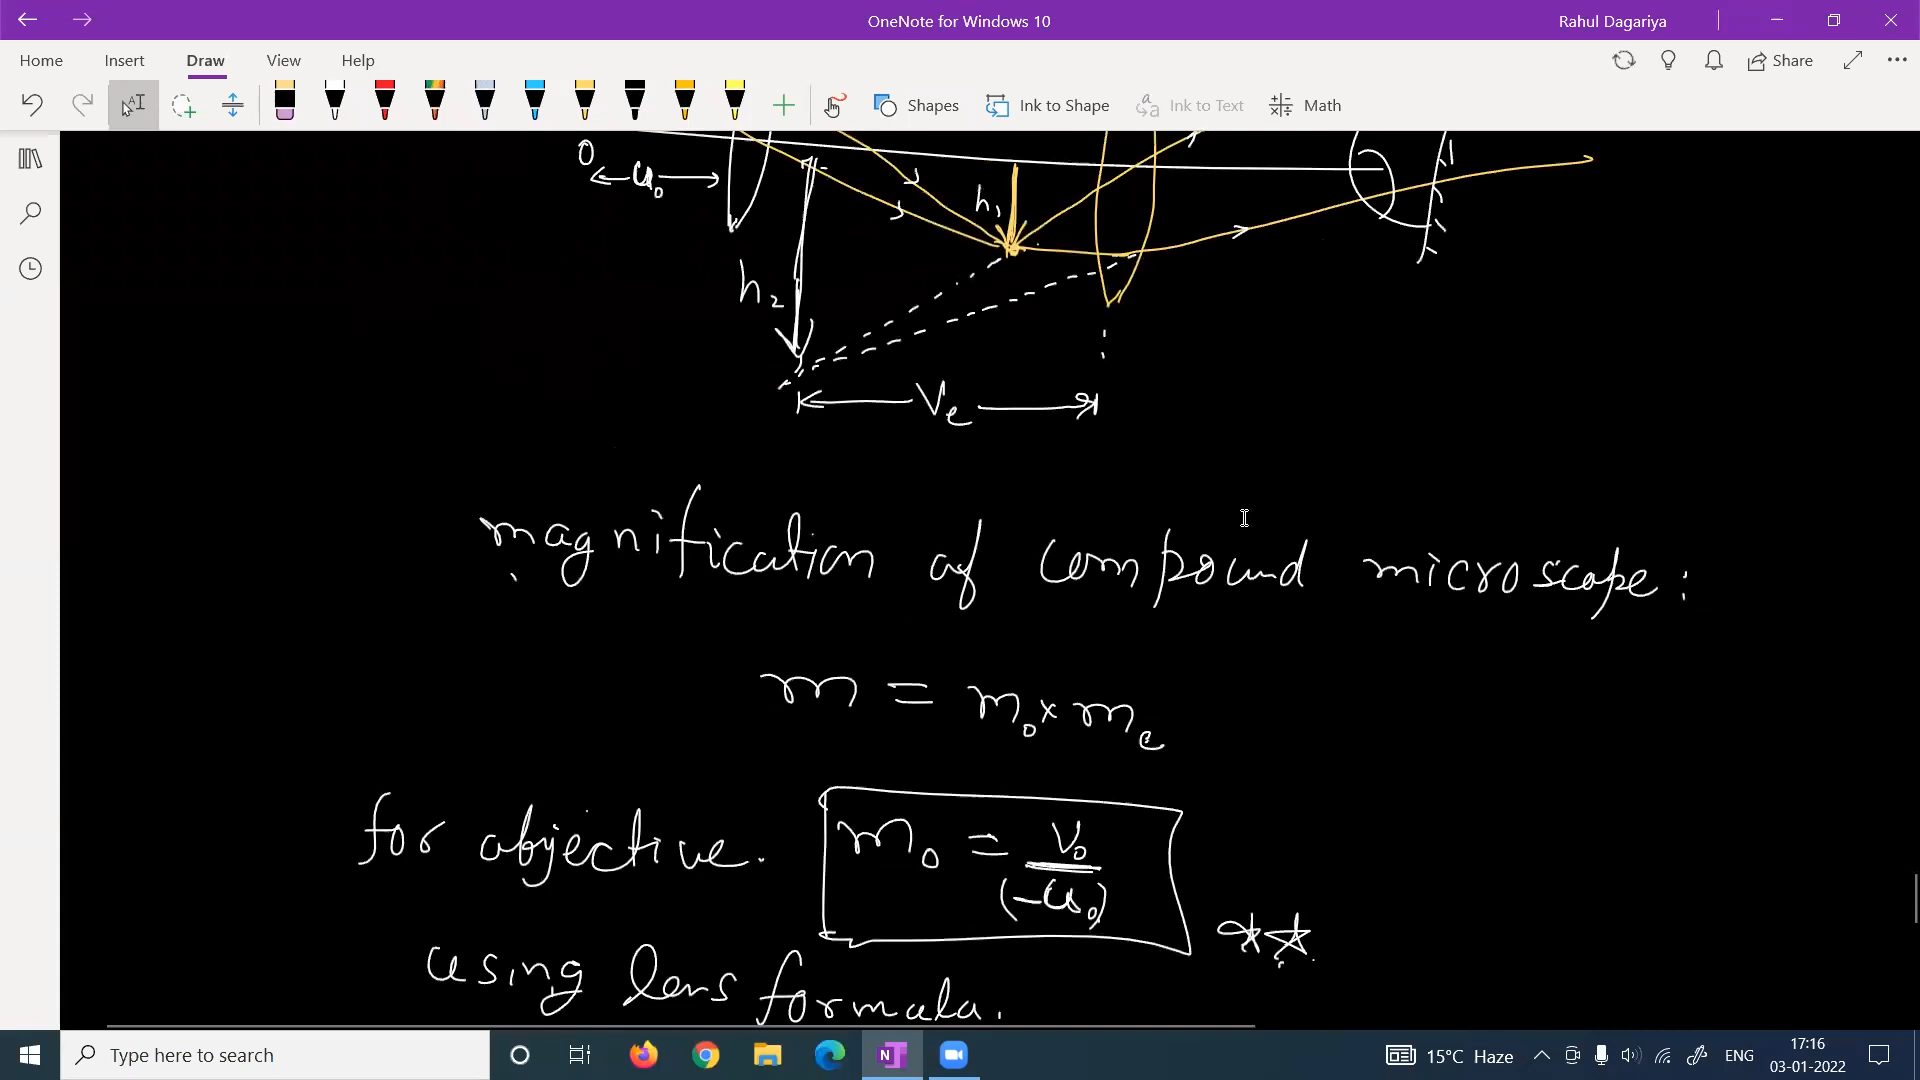 OneNote for Windows 10
Rahul Dagariya
Home Insert Draw View Help
Share
Shapes Ink to Shape Ink to Text Math
O
u₀
h₁
h₂
Vₑ
magnification of compound microscope:
m = m₀ × mₑ
for objective. m₀ = v₀/(-u₀)
using lens formula.
Type here to search
15°C Haze
ENG
17:16
03-01-2022